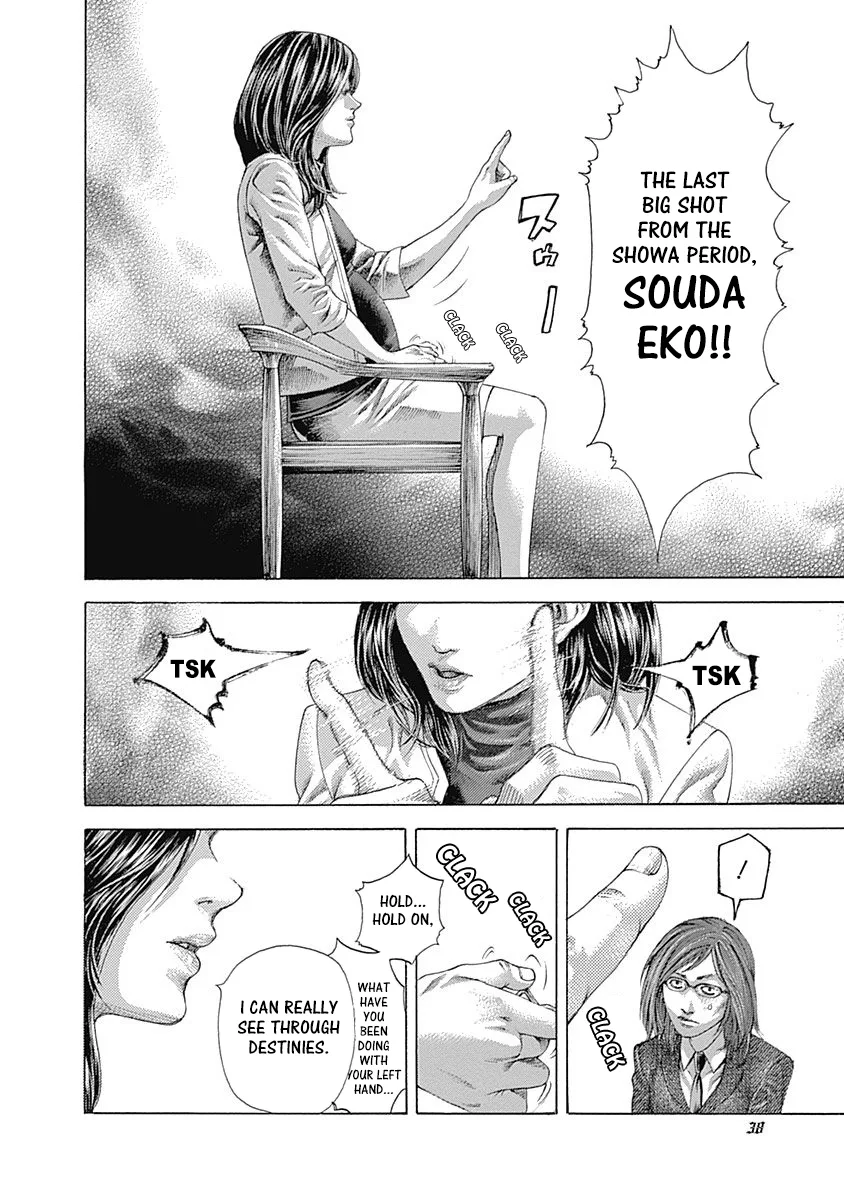 THE LAST
BIG SHOT
FROM THE
SHOWA PERIOD,
SOUDA
EKO!!
スゥー
CLACK
CLACK
TSK
TSK
!
CLACK
CLACK
CLACK
HOLD...
HOLD ON,
WHAT
HAVE
YOU
BEEN
DOING
WITH
YOUR LEFT
HAND...
I CAN REALLY
SEE THROUGH
DESTINIES.
38